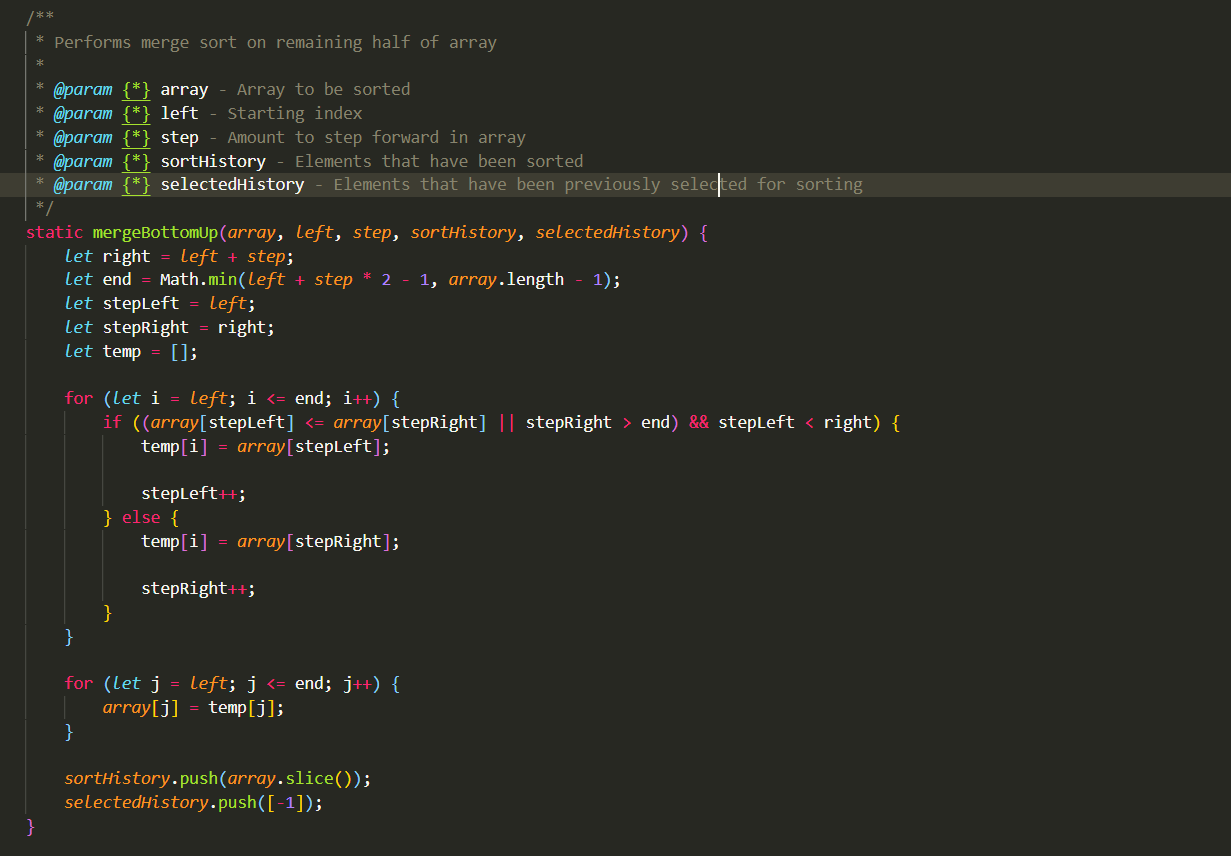 /**
 * Performs merge sort on remaining half of array
 *
 * @param {*} array - Array to be sorted
 * @param {*} left - Starting index
 * @param {*} step - Amount to step forward in array
 * @param {*} sortHistory - Elements that have been sorted
 * @param {*} selectedHistory - Elements that have been previously selected for sorting
 */
static mergeBottomUp(array, left, step, sortHistory, selectedHistory) {
    let right = left + step;
    let end = Math.min(left + step * 2 - 1, array.length - 1);
    let stepLeft = left;
    let stepRight = right;
    let temp = [];

    for (let i = left; i <= end; i++) {
        if ((array[stepLeft] <= array[stepRight] || stepRight > end) && stepLeft < right) {
            temp[i] = array[stepLeft];

            stepLeft++;
        } else {
            temp[i] = array[stepRight];

            stepRight++;
        }
    }

    for (let j = left; j <= end; j++) {
        array[j] = temp[j];
    }

    sortHistory.push(array.slice());
    selectedHistory.push([-1]);
}